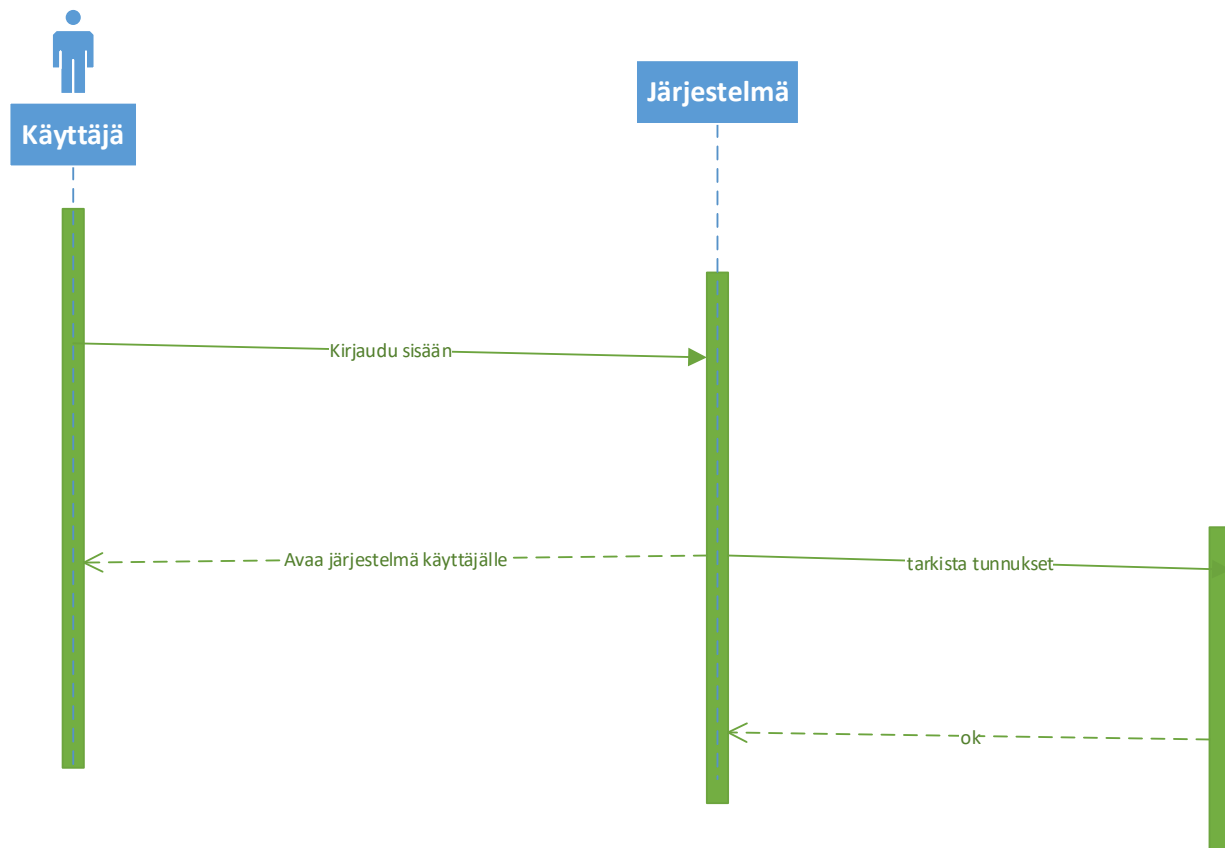 Käyttäjä
Järjestelmä
Kirjaudu sisään
Avaa järjestelmä käyttäjälle
tarkista tunnukset
ok